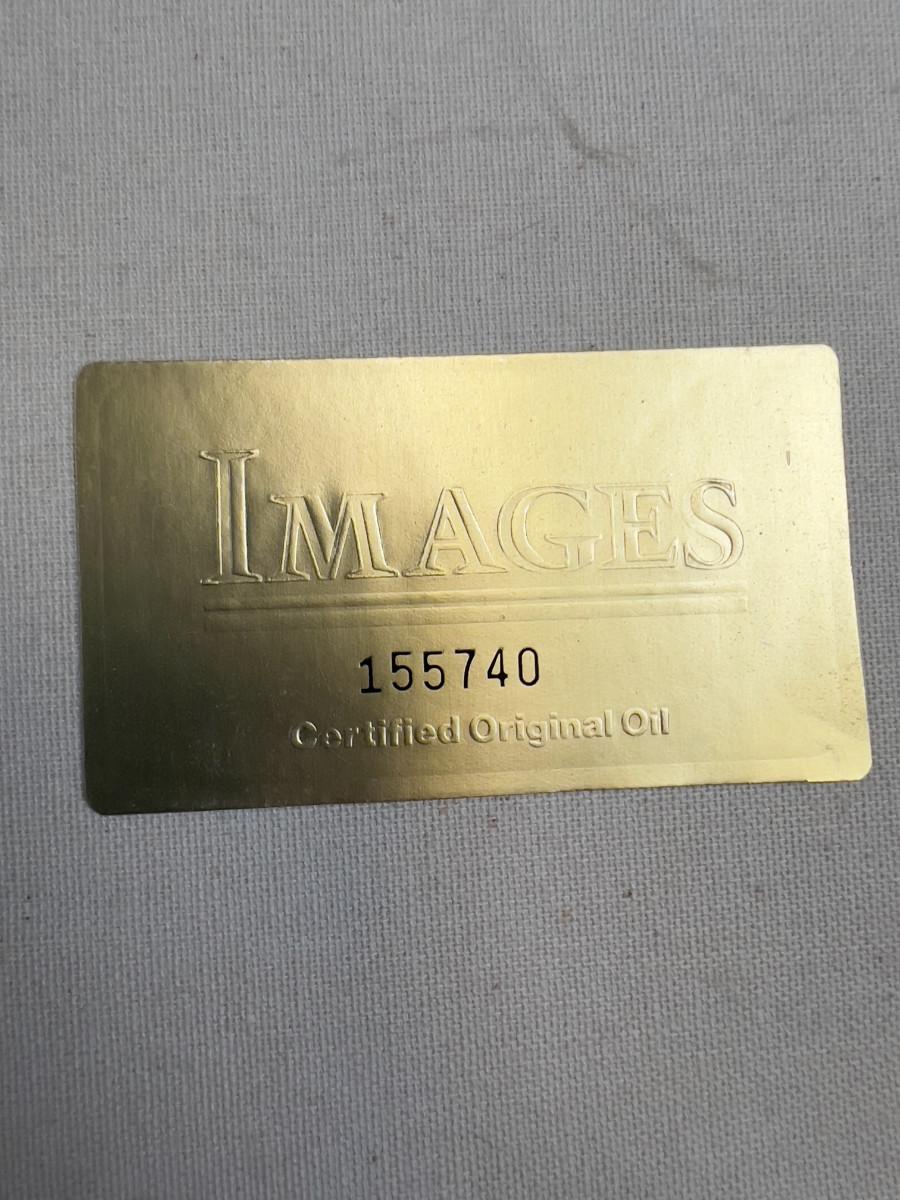 IMAGES
155740
Certified Original Oil